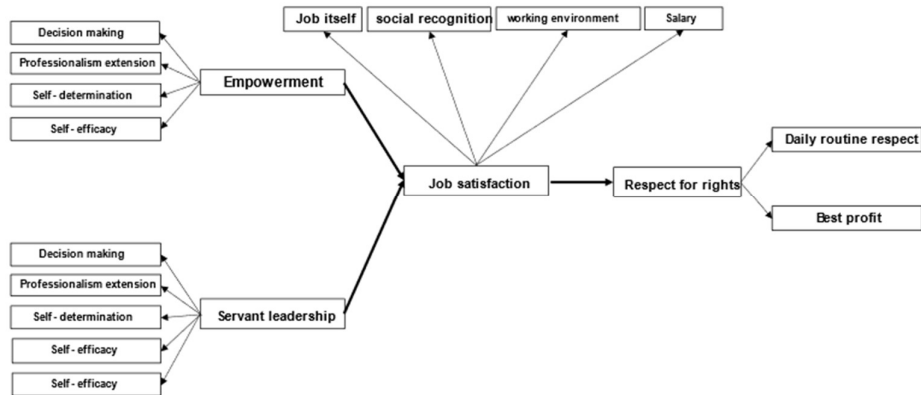 Job itself
social recognition
working environment
Salary
Decision making
Professionalism extension
Self - determination
Self - efficacy
Empowerment
Job satisfaction
Respect for rights
Daily routine respect
Best profit
Decision making
Professionalism extension
Self - determination
Self - efficacy
Self - efficacy
Servant leadership